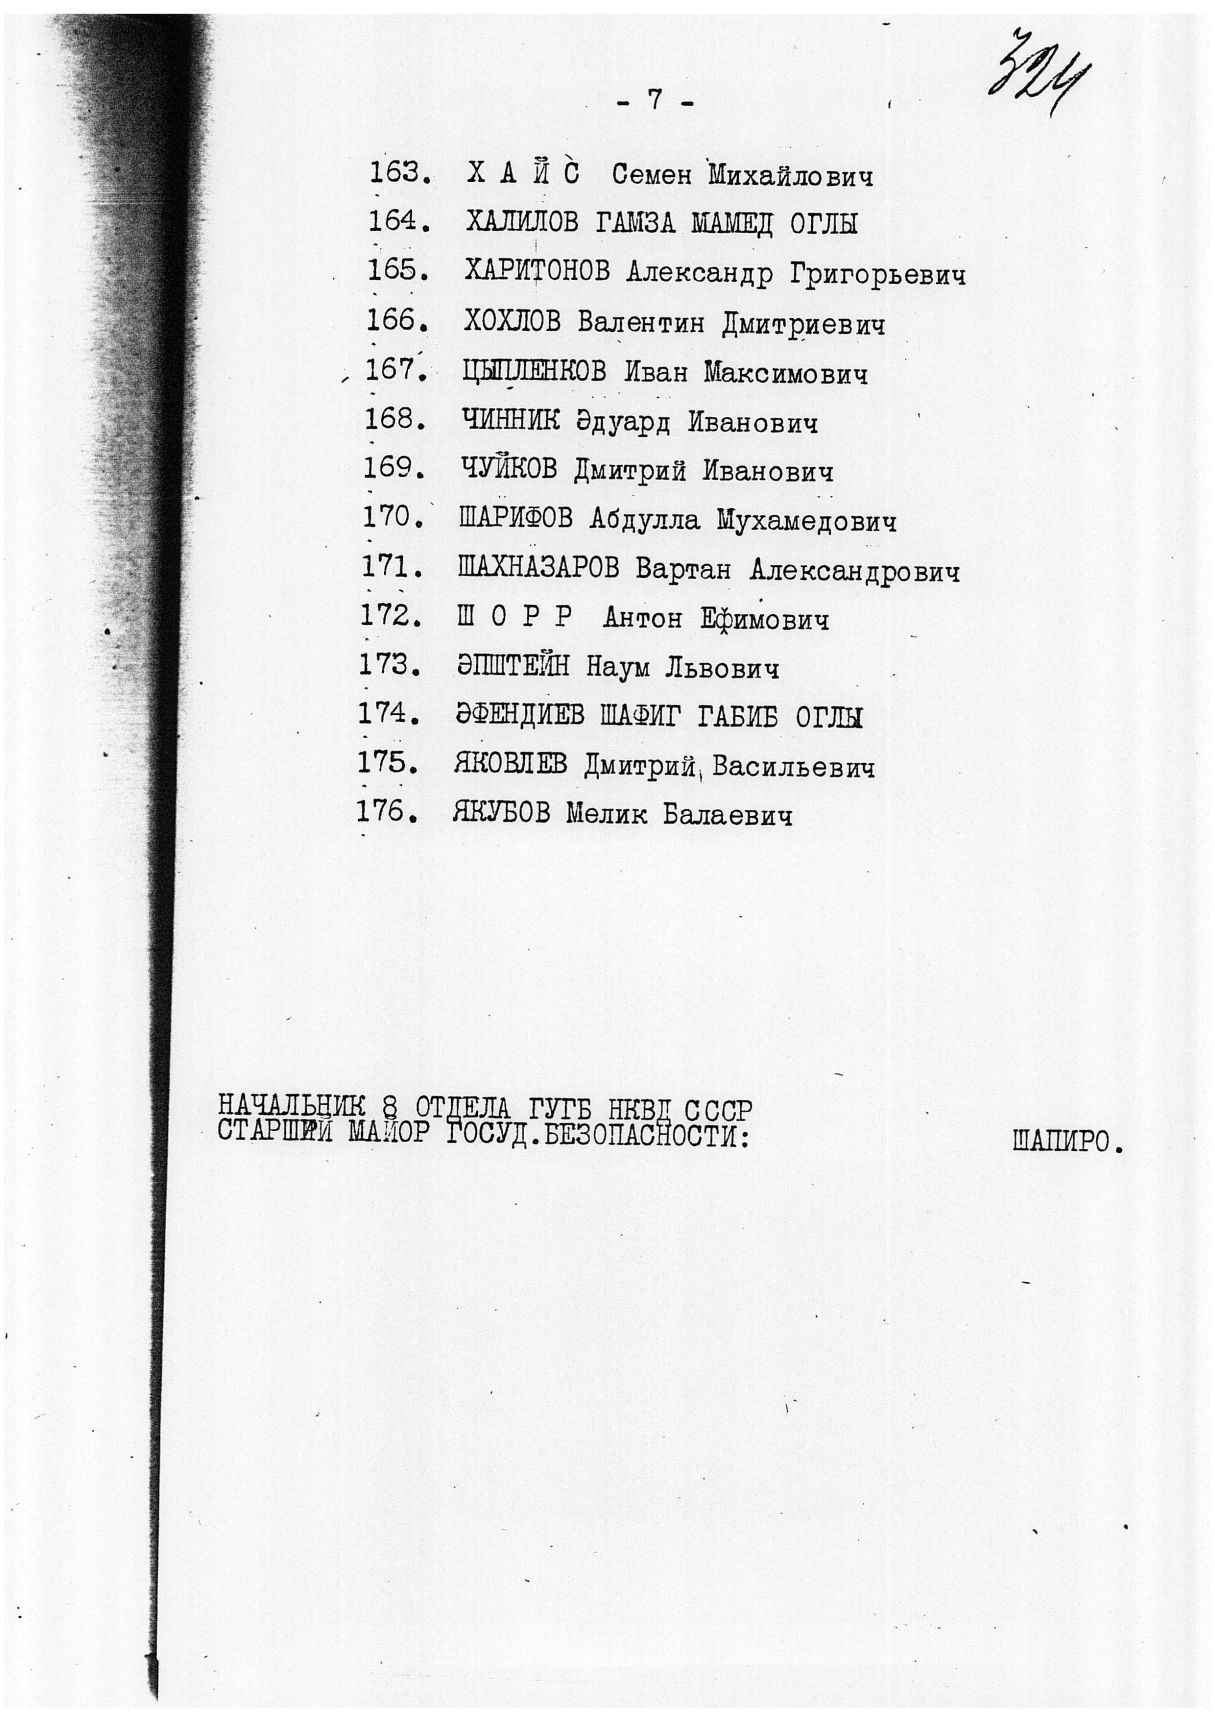 324
- 7 -
163. Х А Й С Семен Михайлович
164. ХАЛИЛОВ ГАМЗА МАМЕД ОГЛЫ
165. ХАРИТОНОВ Александр Григорьевич
166. ХОХЛОВ Валентин Дмитриевич
167. ЦЫПЛЕНКОВ Иван Максимович
168. ЧИННИК Эдуард Иванович
169. ЧУЙКОВ Дмитрий Иванович
170. ШАРИФОВ Абдулла Мухамедович
171. ШАХНАЗАРОВ Вартан Александрович
172. Ш О Р Р Антон Ефимович
173. ЭПШТЕЙН Наум Львович
174. ЭФЕНДИЕВ ШАФИГ ГАБИБ ОГЛЫ
175. ЯКОВЛЕВ Дмитрий Васильевич
176. ЯКУБОВ Мелик Балаевич
НАЧАЛЬНИК 8 ОТДЕЛА ГУГБ НКВД СССР
СТАРШИЙ МАЙОР ГОСУД.БЕЗОПАСНОСТИ: ШАПИРО.